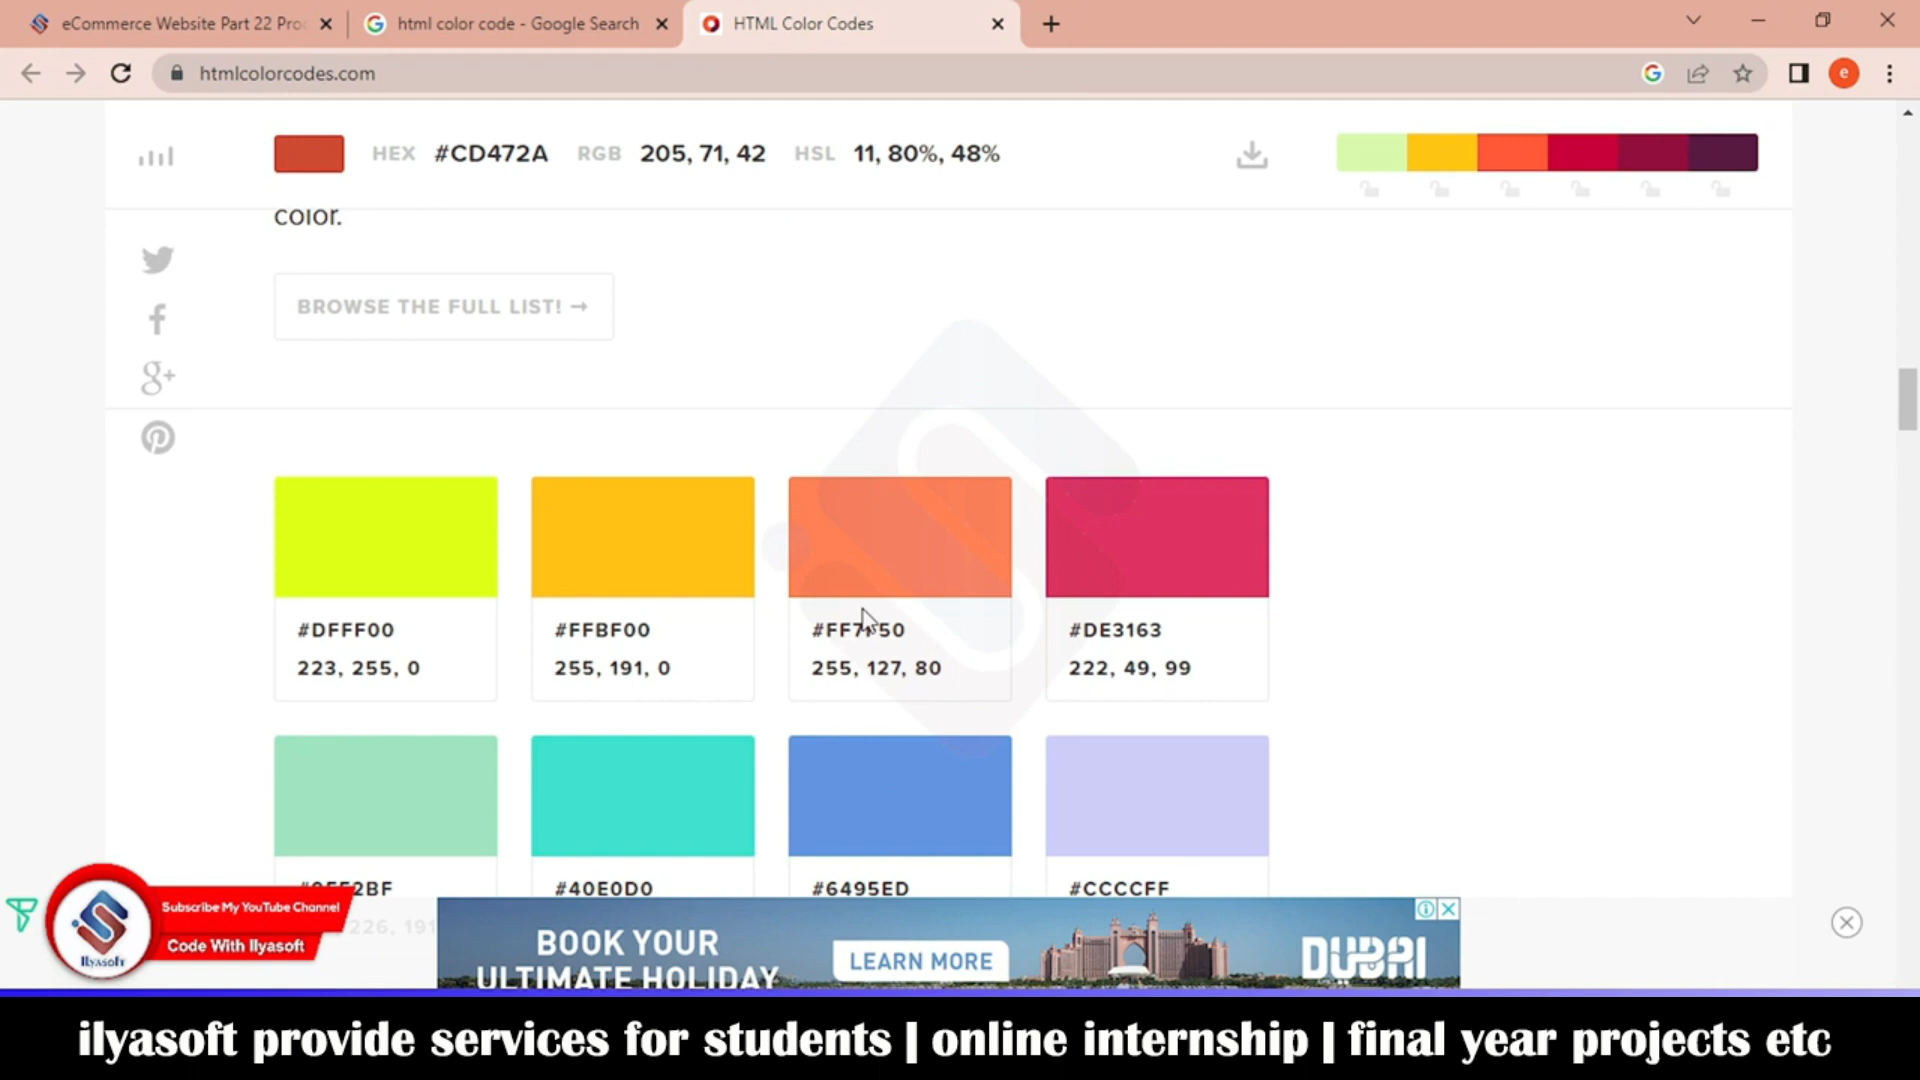 eCommerce Website Part 22 Pro
html color code - Google Search
HTML Color Codes
htmlcolorcodes.com
e
HEX #CD472A RGB 205, 71, 42 HSL 11, 80%, 48%
color.
BROWSE THE FULL LIST! →
#DFFF00
223, 255, 0
#FFBF00
255, 191, 0
#FF7F50
255, 127, 80
#DE3163
222, 49, 99
#40E0D0
#6495ED
#CCCCFF
226, 191
Subscribe My YouTube Channel
Code With Ilyasoft
Ilyasoft
BOOK YOUR
ULTIMATE HOLIDAY
LEARN MORE
DUBAI
ilyasoft provide services for students | online internship | final year projects etc